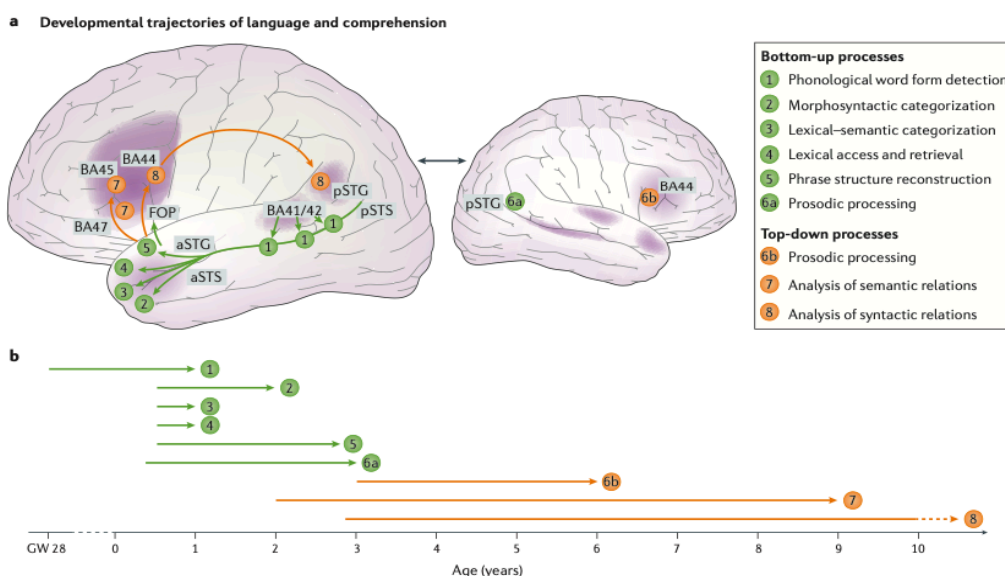 a Developmental trajectories of language and comprehension
BA45
BA44
7
8
7
FOP
BA47
5
aSTG
4
aSTS
3
2
BA41/42
1
1
1
8
pSTG
pSTS
pSTG
6a
6b
BA44
Bottom-up processes
1 Phonological word form detection
2 Morphosyntactic categorization
3 Lexical–semantic categorization
4 Lexical access and retrieval
5 Phrase structure reconstruction
6a Prosodic processing
Top-down processes
6b Prosodic processing
7 Analysis of semantic relations
8 Analysis of syntactic relations
b
1
2
3
4
5
6a
6b
7
8
GW 28 0 1 2 3 4 5 6 7 8 9 10
Age (years)